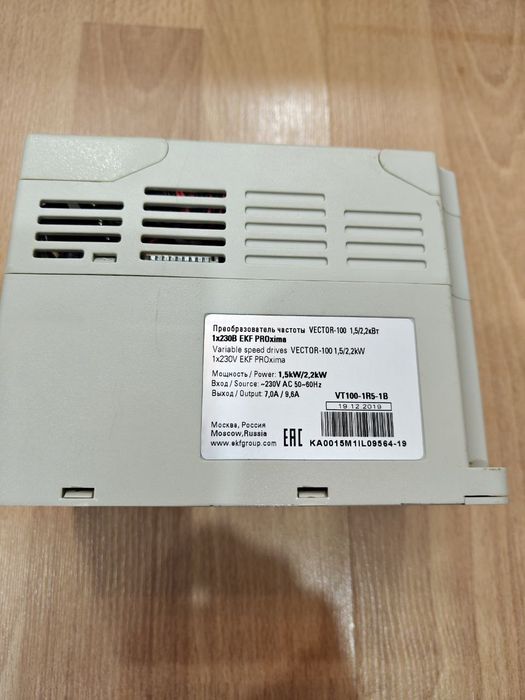 Преобразователь частоты VECTOR-100 1,5/2,2кВт
1x230В EKF PROxima
Variable speed drives VECTOR-100 1,5/2,2kW
1x230V EKF PROxima
Мощность / Power: 1,5kW/2,2kW
Вход / Source: ~230V AC 50~60Hz
Выход / Output: 7,0A / 9,6A
VT100-1R5-1B
19.12.2019
Москва, Россия
Moscow,Russia
www.ekfgroup.com
EAC
KA0015M1IL09564-19